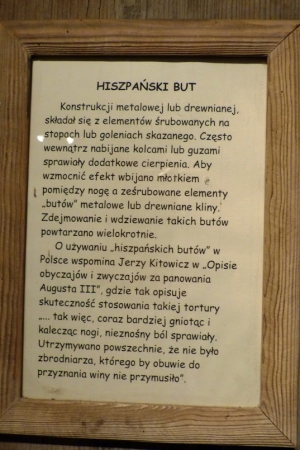 HISZPAŃSKI BUT
Konstrukcji metalowej lub drewnianej,
składał się z elementów śrubowanych na
stopach lub goleniach skazanego. Często
wewnątrz nabijane kolcami lub guzami
sprawiały dodatkowe cierpienia. Aby
wzmocnić efekt wbijano młotkiem
pomiędzy nogę a ześrubowane elementy
„butów” metalowe lub drewniane kliny.
Zdejmowanie i wdziewanie takich butów
powtarzano wielokrotnie.
O używaniu „hiszpańskich butów” w
Polsce wspomina Jerzy Kitowicz w „Opisie
obyczajów i zwyczajów za panowania
Augusta III”, gdzie tak opisuje
skuteczność stosowania takiej tortury
„... tak więc, coraz bardziej gniotąc i
kalecząc nogi, nieznośny ból sprawiały.
Utrzymywano powszechnie, że nie było
zbrodniarza, którego by obuwie do
przyznania winy nie przymusiło”.